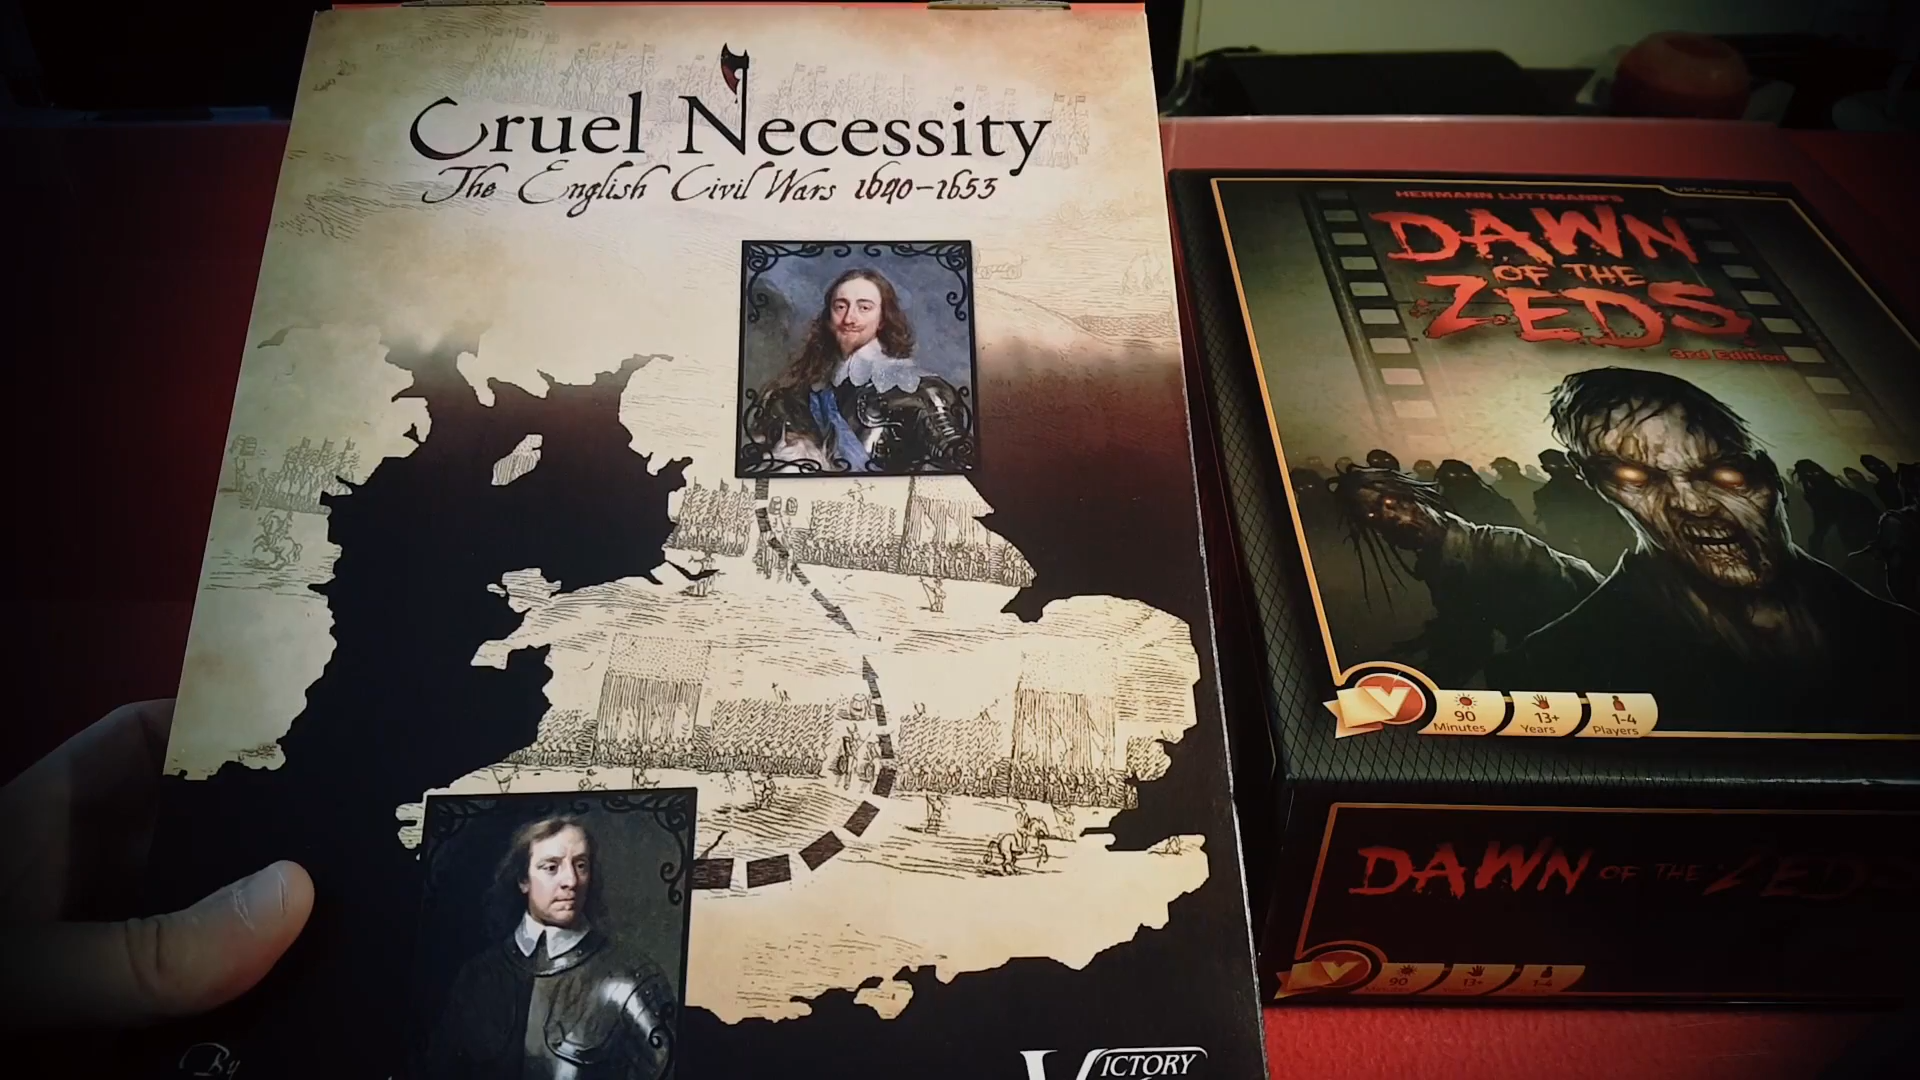 Cruel Necessity
The English Civil Wars 1640-1653
By
VICTORY
HERMANN LUTTMANN'S
DAWN
OF THE
ZEDS
3rd Edition
90 Minutes
13+ Years
1-4 Players
DAWN OF THE ZEDS
90 Minutes
13+
1-4